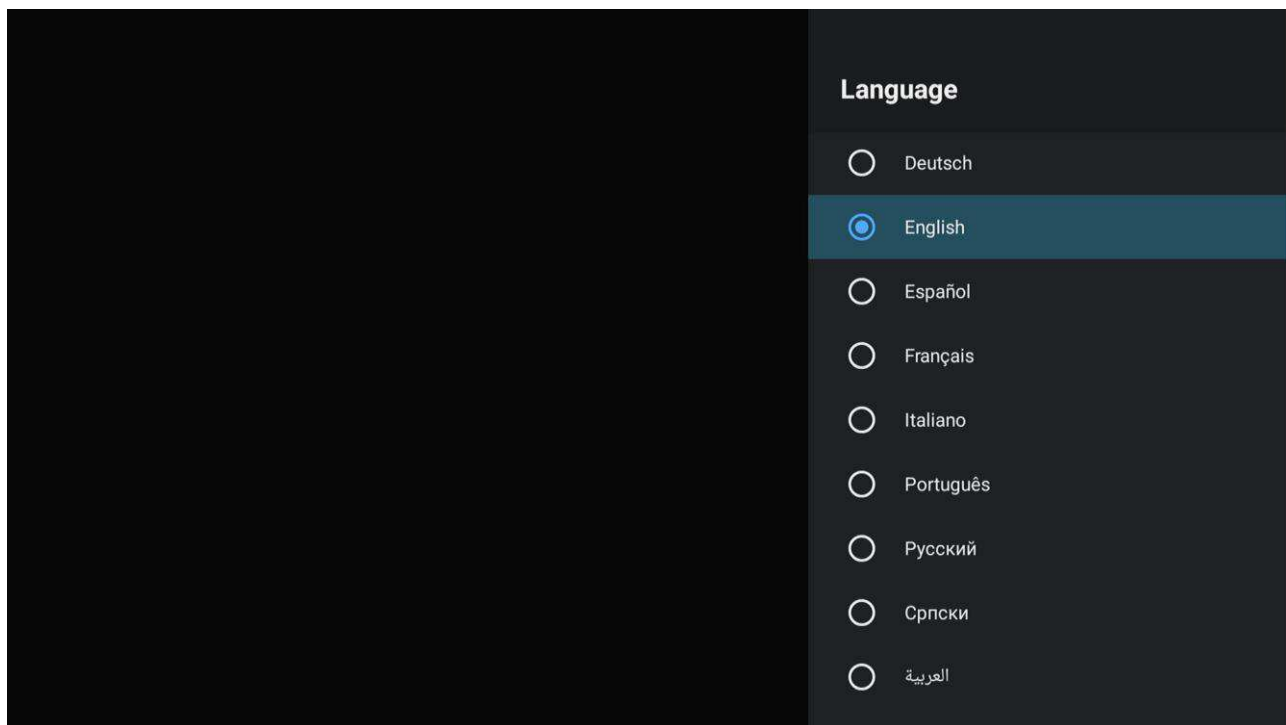 Language
Deutsch
English
Español
Français
Italiano
Português
Русский
Српски
العربية